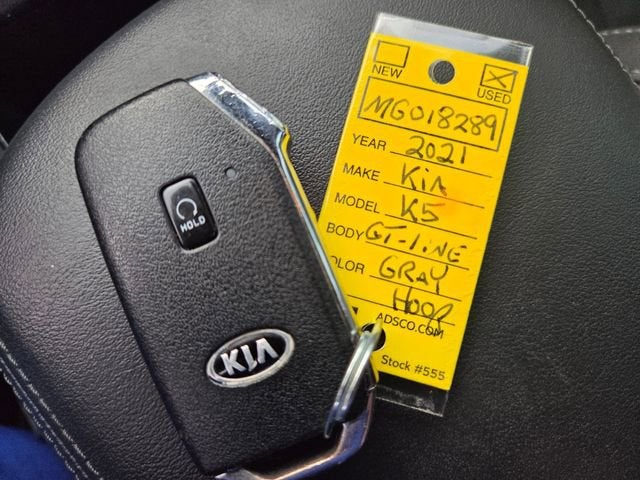 NEW
USED
MG018289
YEAR 2021
MAKE Kia
MODEL K5
BODY GT-LINE
OLOR GRAY
ADSCO.COM
Stock #555
HOLD
KIA